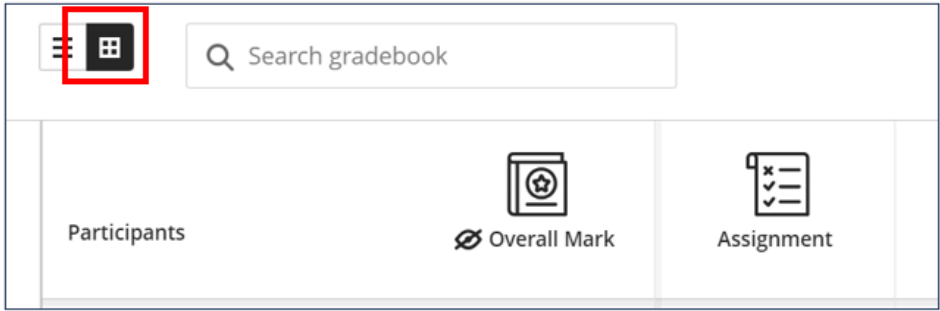 Search gradebook
Participants
Overall Mark
Assignment